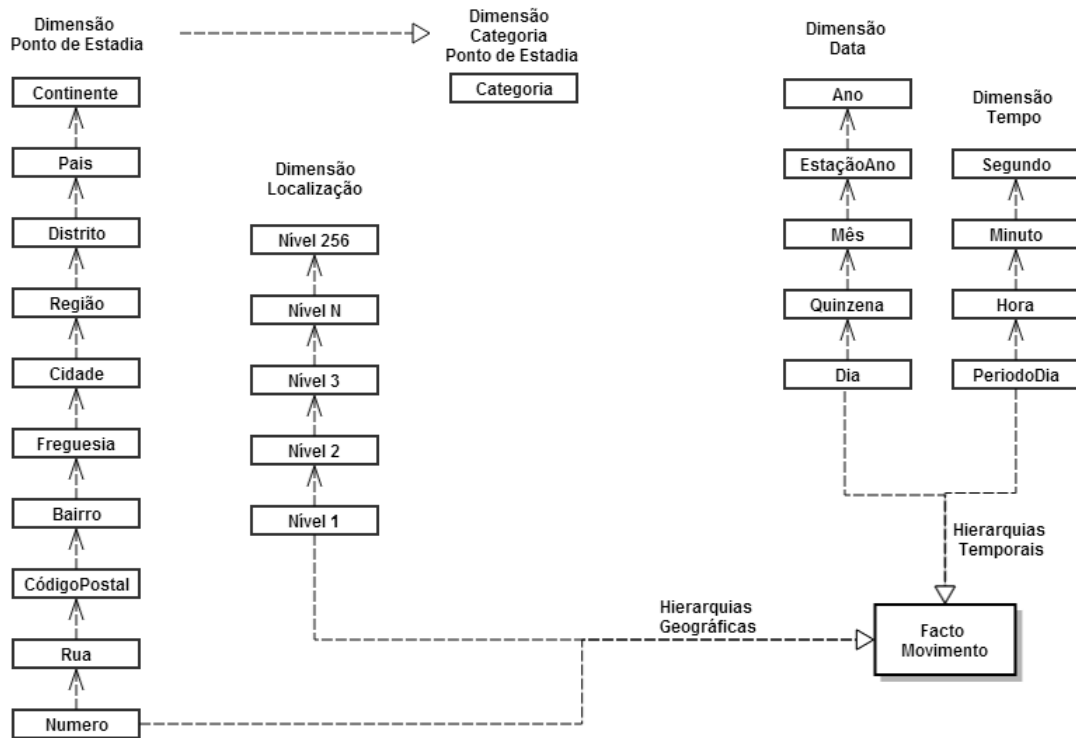 Dimensão
Ponto de Estadia
Continente
Pais
Distrito
Região
Cidade
Freguesia
Bairro
CódigoPostal
Rua
Numero
Dimensão
Categoria
Ponto de Estadia
Categoria
Dimensão
Localização
Nível 256
Nível N
Nível 3
Nível 2
Nível 1
Dimensão
Data
Ano
EstaçãoAno
Mês
Quinzena
Dia
Dimensão
Tempo
Segundo
Minuto
Hora
PeriodoDia
Hierarquias
Temporais
Hierarquias
Geográficas
Facto
Movimento